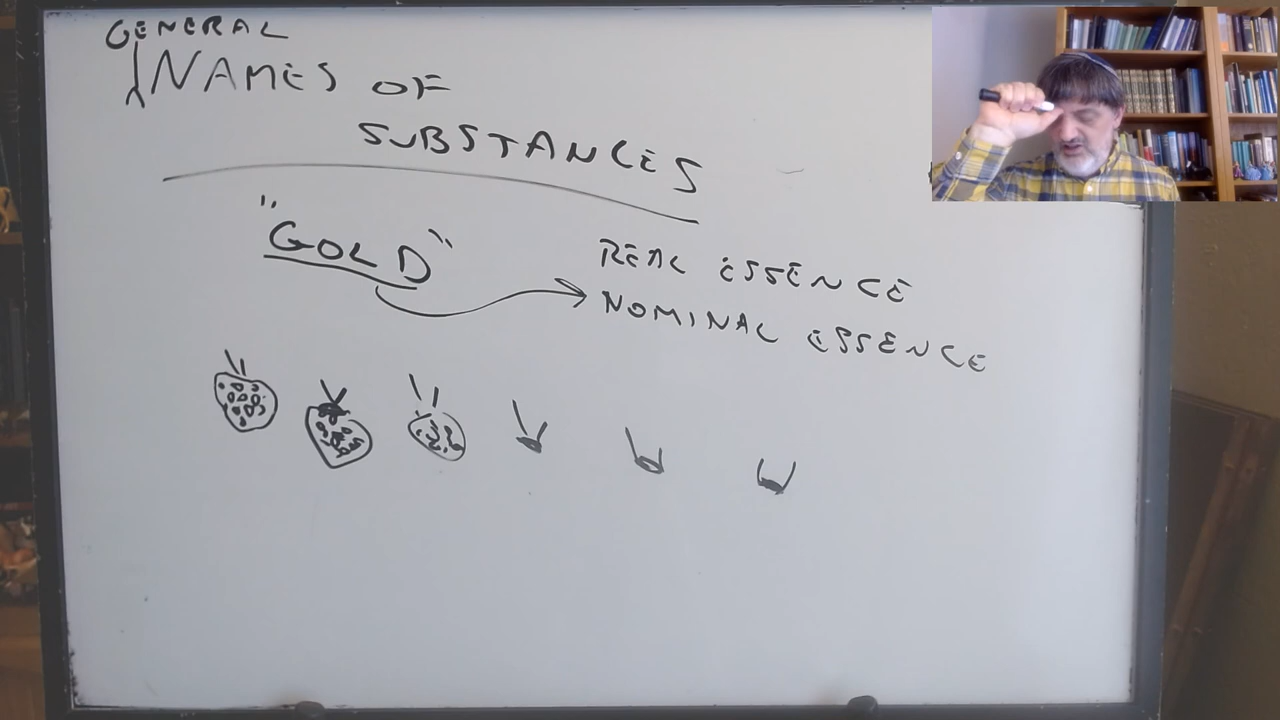 GENERAL
NAMES OF
SUBSTANCES
"GOLD"
REAL ESSENCE
NOMINAL ESSENCE